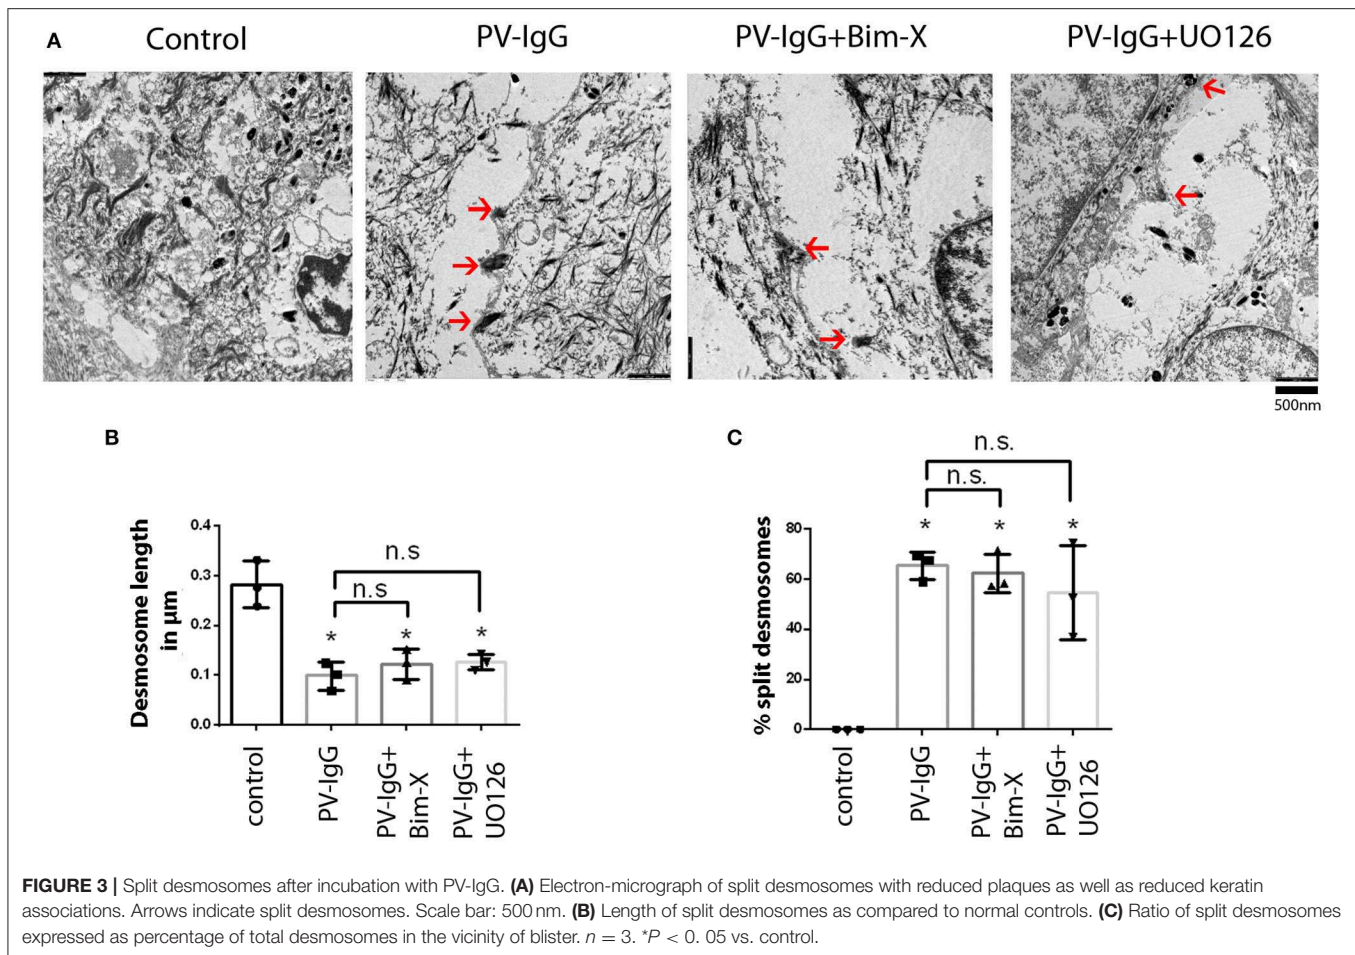 A
Control
PV-IgG
PV-IgG+Bim-X
PV-IgG+UO126
500nm
B
Desmosome length
in µm
0.4
0.3
0.2
0.1
0.0
n.s
n.s
*
*
*
control
PV-IgG
PV-IgG+
Bim-X
PV-IgG+
UO126
C
% split desmosomes
80
60
40
20
0
n.s.
n.s.
*
*
*
control
PV-IgG
PV-IgG+
Bim-X
PV-IgG+
UO126
FIGURE 3 | Split desmosomes after incubation with PV-IgG. (A) Electron-micrograph of split desmosomes with reduced plaques as well as reduced keratin
associations. Arrows indicate split desmosomes. Scale bar: 500 nm. (B) Length of split desmosomes as compared to normal controls. (C) Ratio of split desmosomes
expressed as percentage of total desmosomes in the vicinity of blister. n = 3. *P < 0. 05 vs. control.